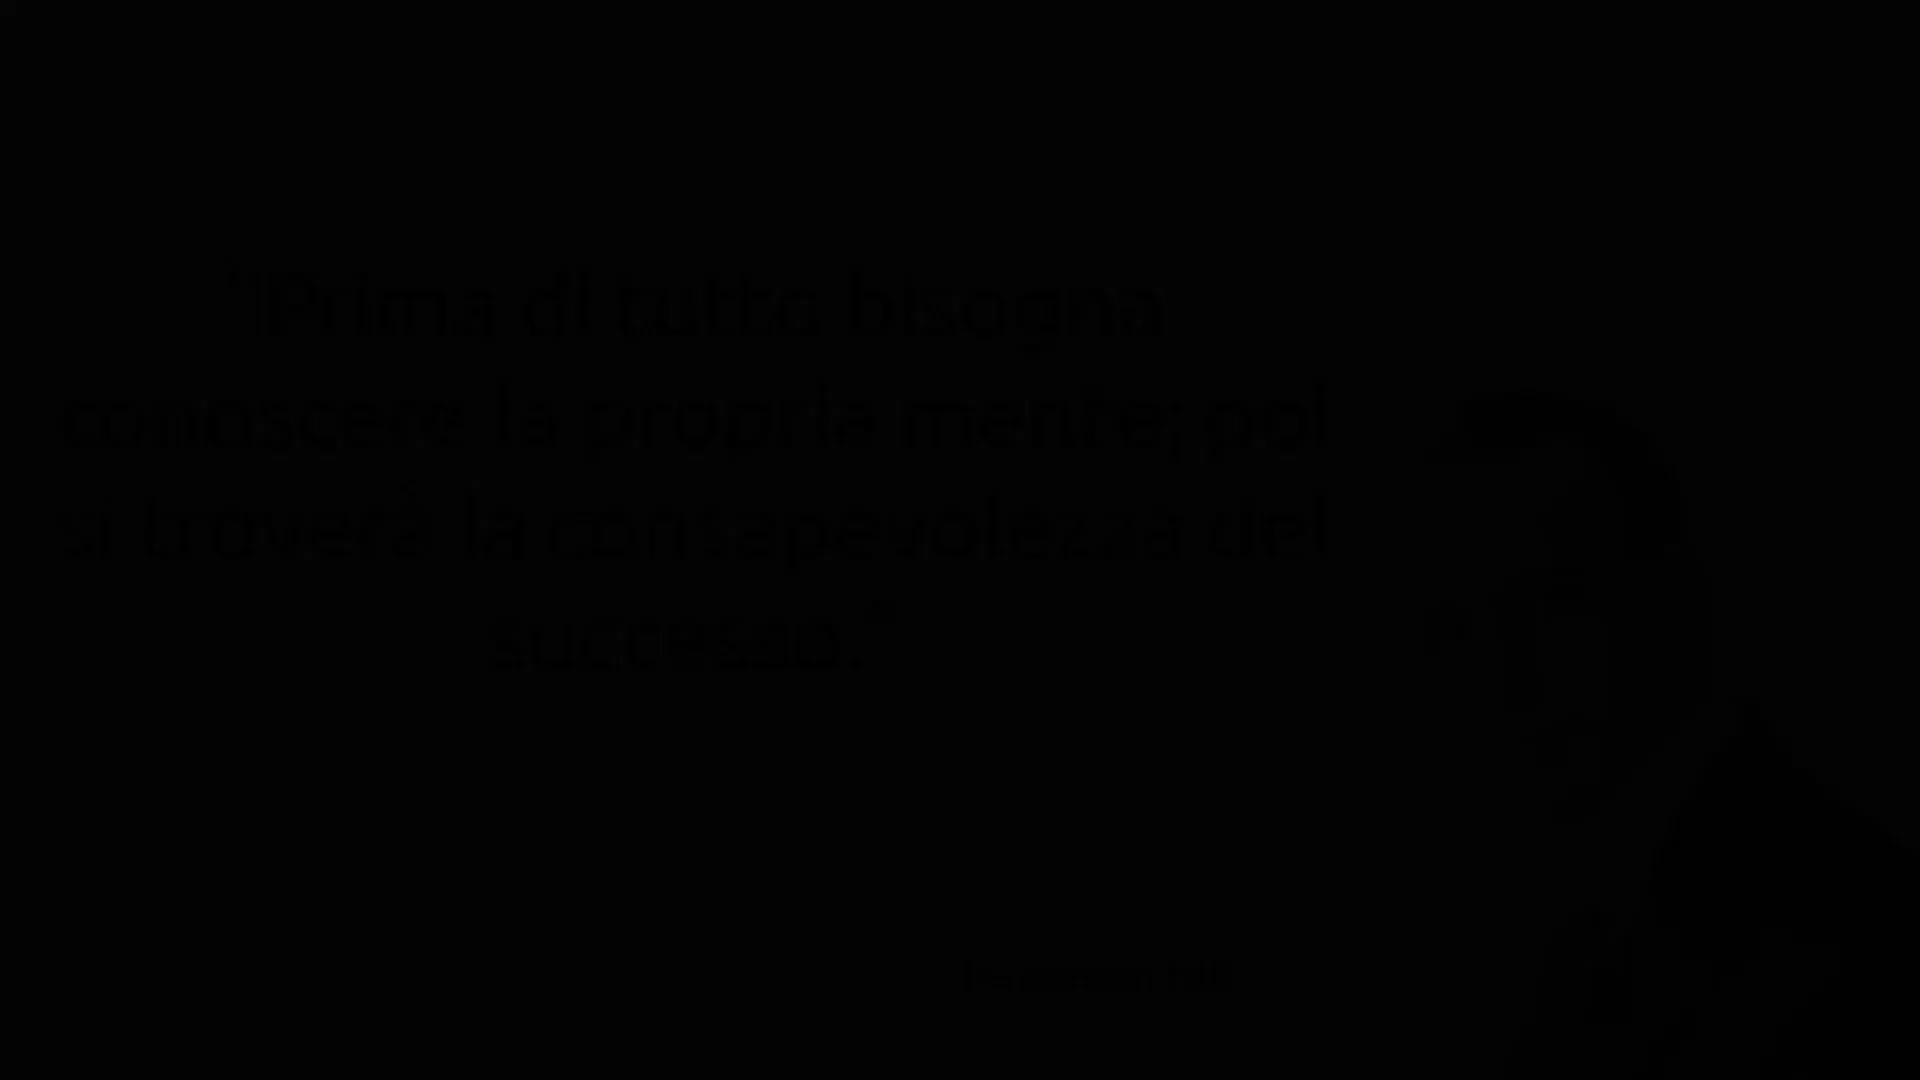 "Prima di tutto bisogna
conoscere la propria mente; poi
si troverà la consapevolezza del
successo."